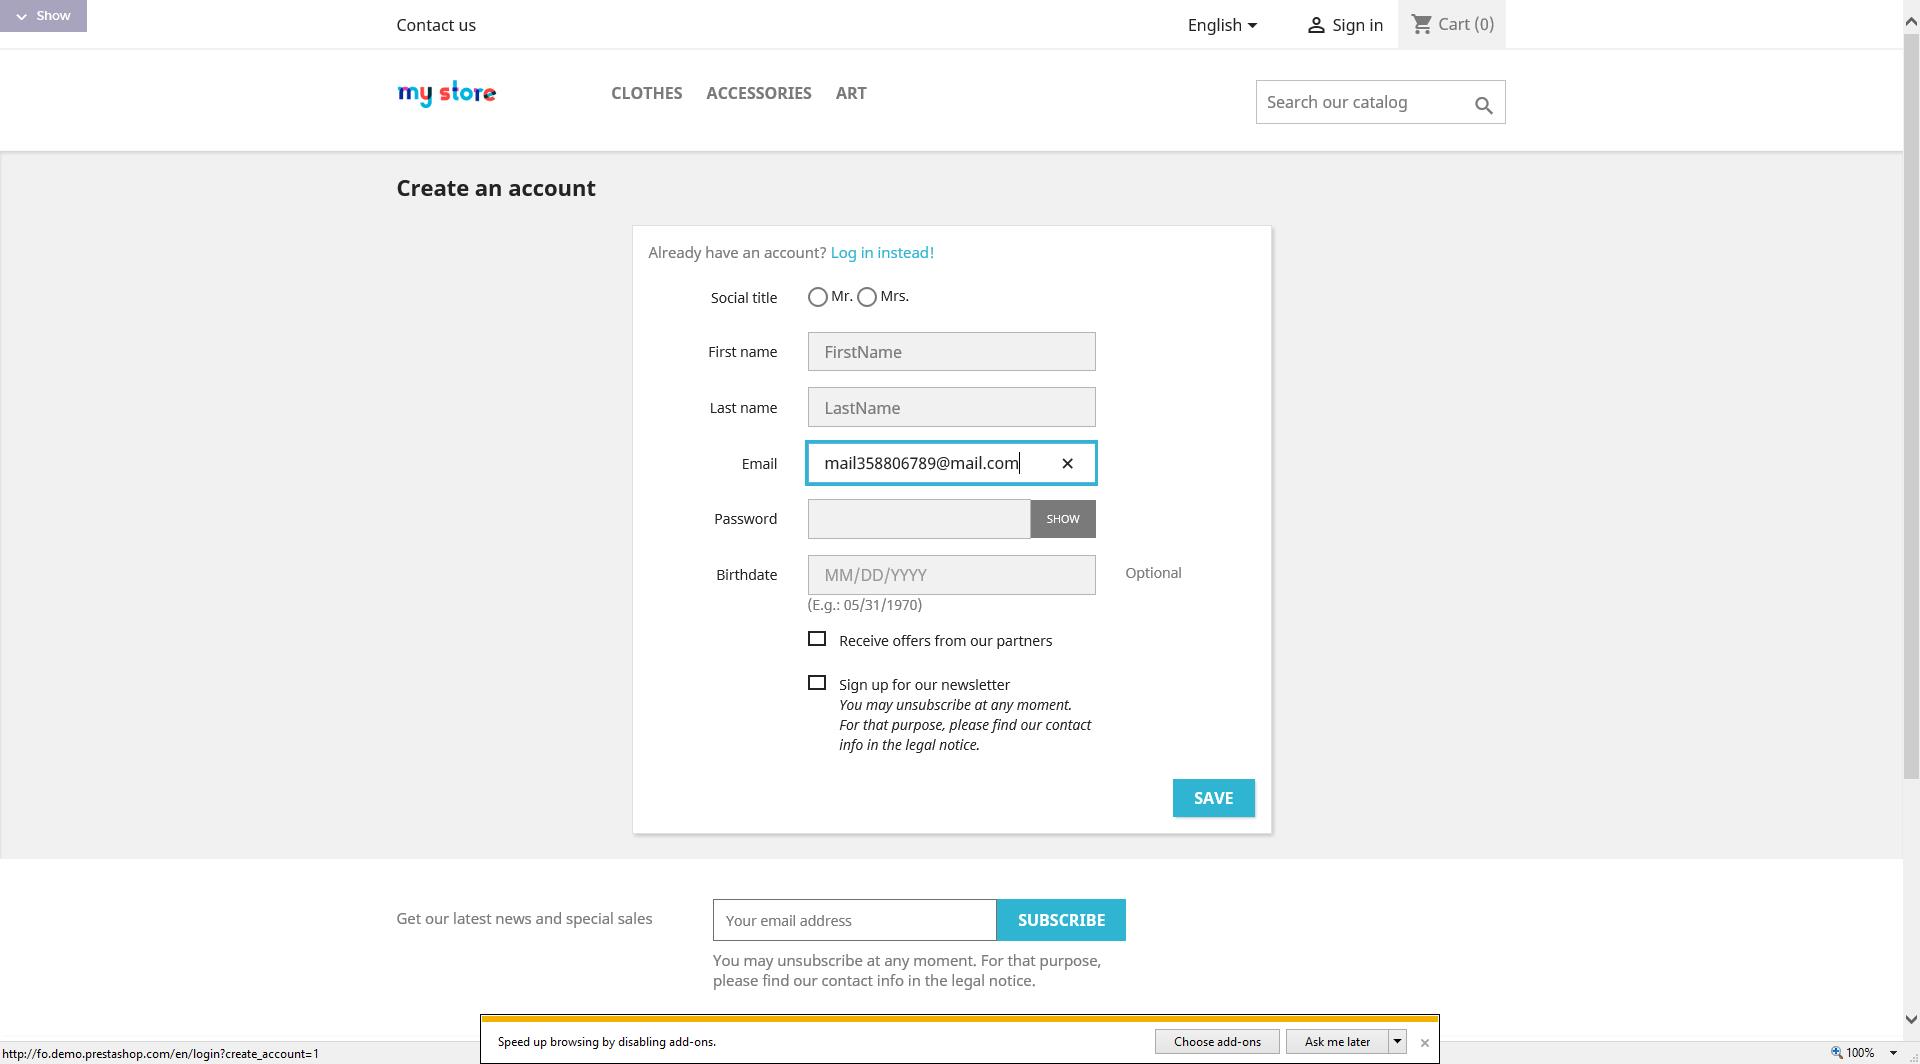 Show
Contact us
English
Sign in
Cart (0)
my store
CLOTHES
ACCESSORIES
ART
Search our catalog
Create an account
Already have an account? Log in instead!
Social title
Mr.
Mrs.
First name
FirstName
Last name
LastName
Email
mail358806789@mail.com
Password
SHOW
Birthdate
MM/DD/YYYY
Optional
(E.g.: 05/31/1970)
Receive offers from our partners
Sign up for our newsletter
You may unsubscribe at any moment.
For that purpose, please find our contact
info in the legal notice.
SAVE
Get our latest news and special sales
Your email address
SUBSCRIBE
You may unsubscribe at any moment. For that purpose,
please find our contact info in the legal notice.
Speed up browsing by disabling add-ons.
Choose add-ons
Ask me later
http://fo.demo.prestashop.com/en/login?create_account=1
100%